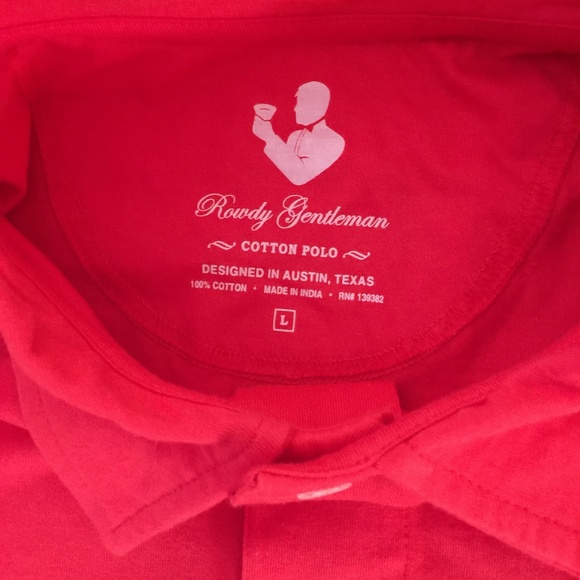 Rowdy Gentleman
COTTON POLO
DESIGNED IN AUSTIN, TEXAS
100% COTTON • MADE IN INDIA • RN# 139382
L